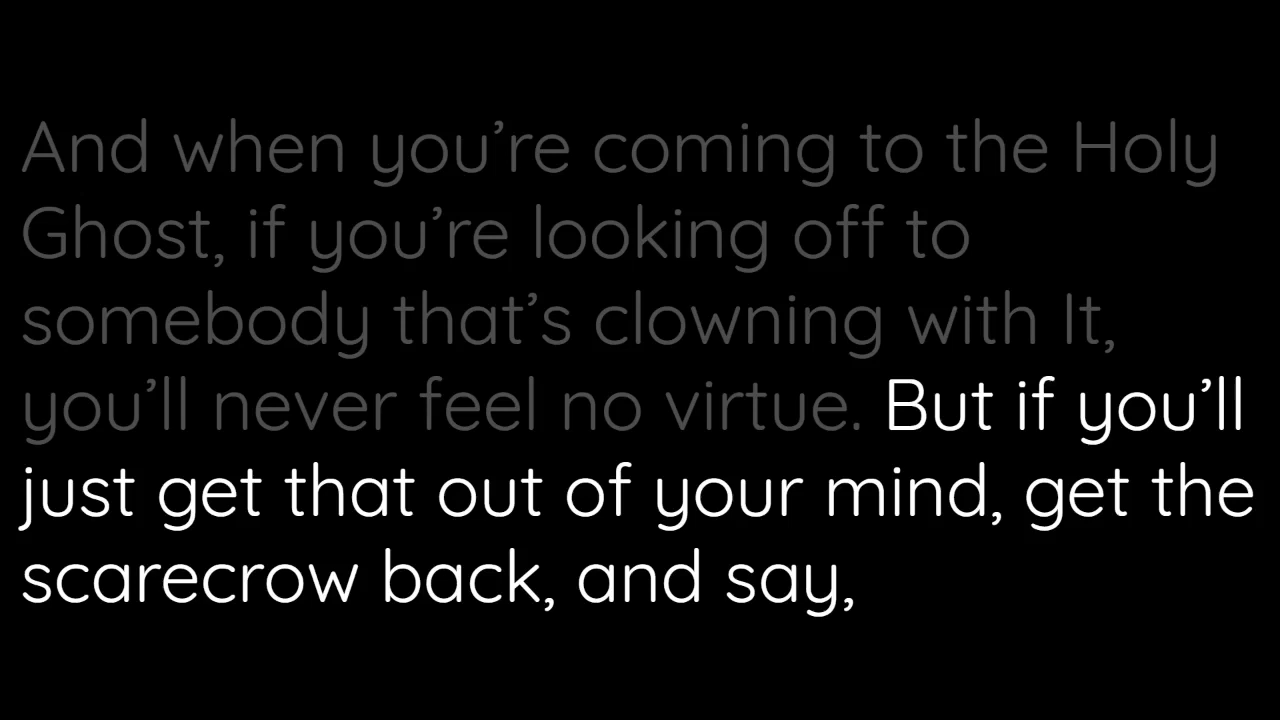 And when you’re coming to the Holy
Ghost, if you’re looking off to
somebody that’s clowning with It,
you’ll never feel no virtue. But if you’ll
just get that out of your mind, get the
scarecrow back, and say,